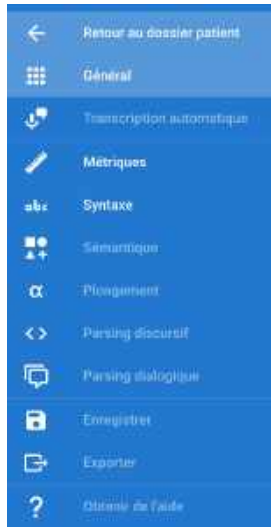 Retour au dossier patient
Général
Transcription automatique
Métriques
abc Syntaxe
Sémantique
α Plongement
<> Parsing discursif
Parsing dialogique
Enregistrer
Exporter
? Obtenir de l'aide